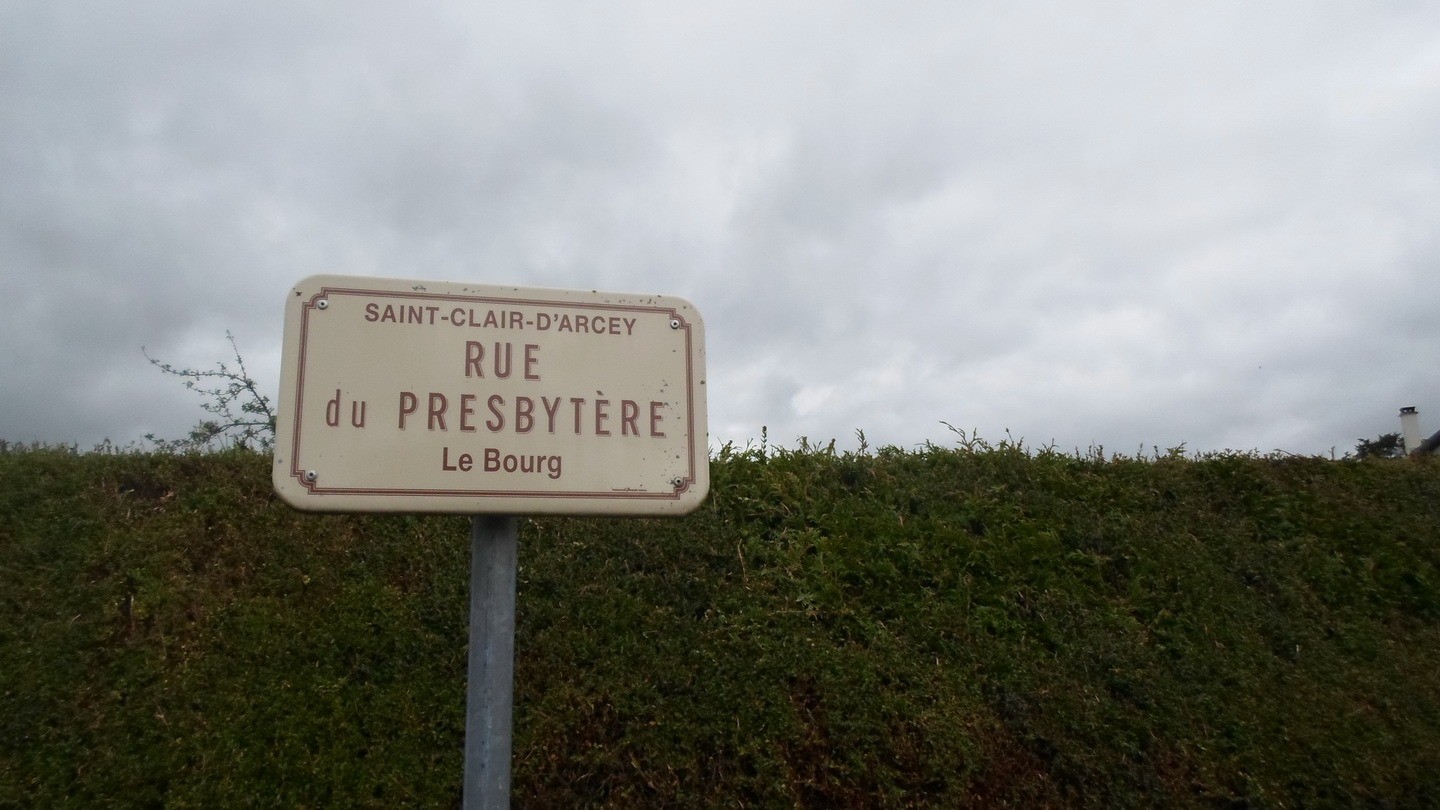 SAINT-CLAIR-D'ARCEY
RUE
du PRESBYTÈRE
Le Bourg